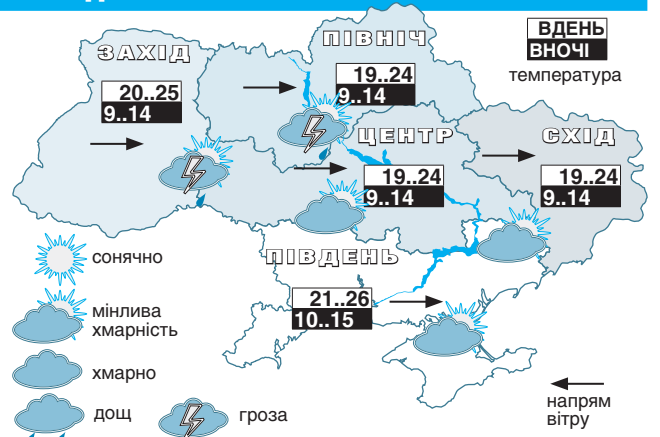 ВДЕНЬ
ВНОЧІ
температура
ЗАХІД
20..25
9..14
ПІВНІЧ
19..24
9..14
ЦЕНТР
19..24
9..14
СХІД
19..24
9..14
ПІВДЕНЬ
21..26
10..15
сонячно
мінлива
хмарність
хмарно
дощ
гроза
напрям
вітру